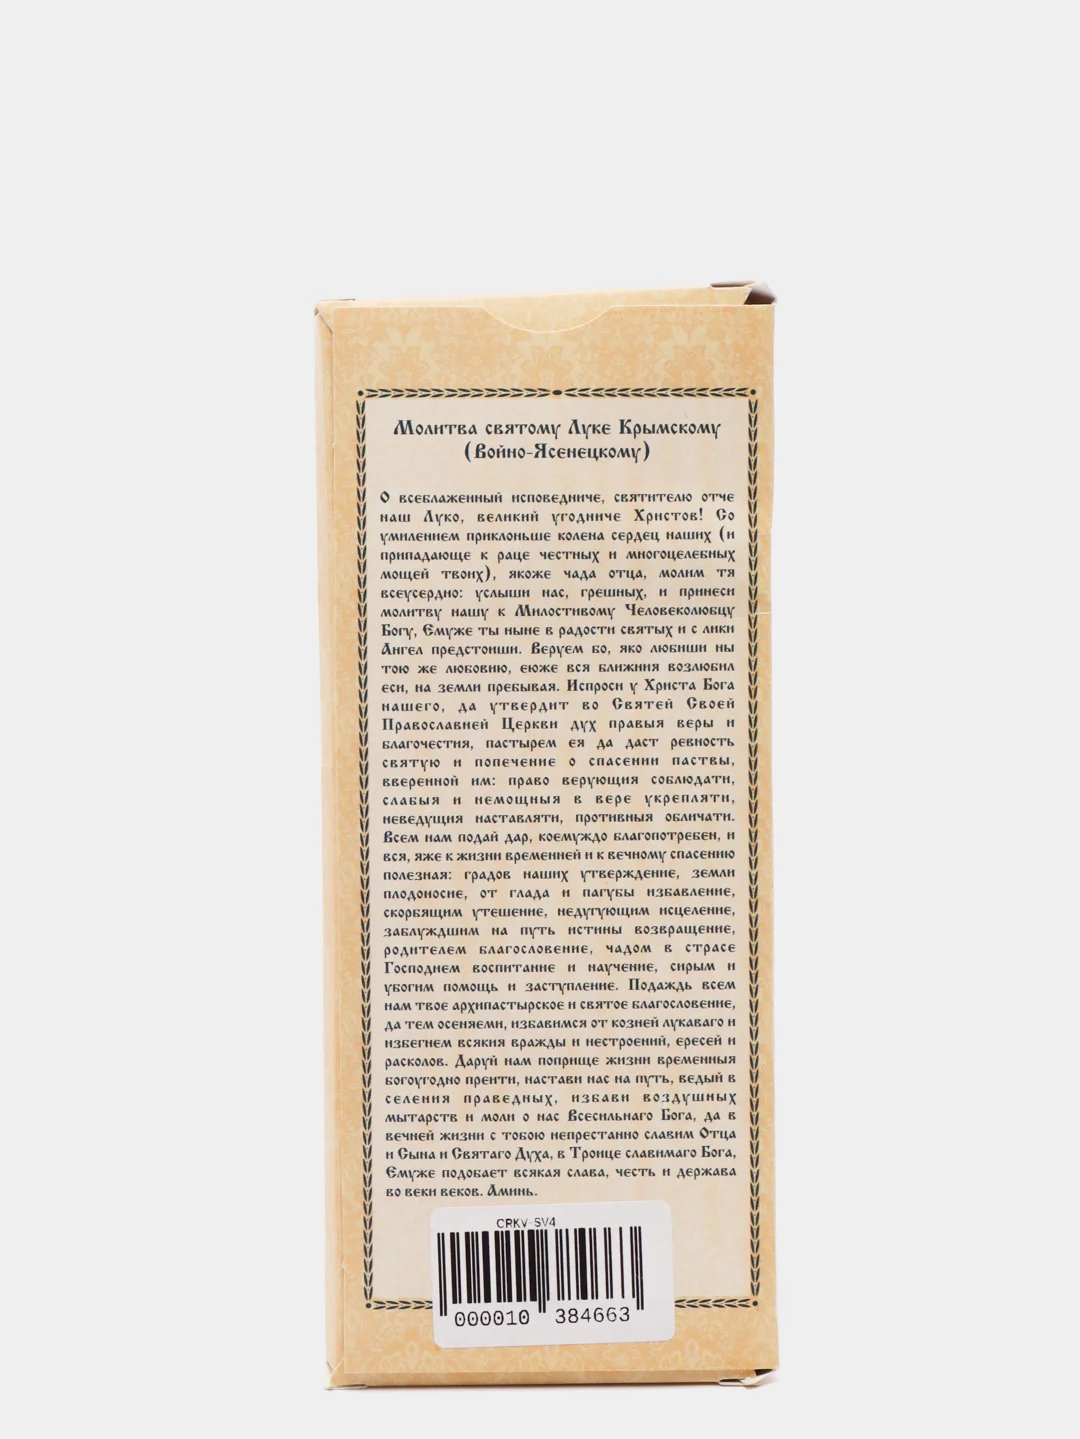 Молитва святому Луке Крымскому
(Войно-Ясенецкому)
О всеблаженный исповедниче, святителю отче
наш Луко, великий угодниче Христов! Со
умилением приклоньше колена сердец наших (и
припадающе к раце честных и многоцелебных
мощей твоих), якоже чада отца, молим тя
всеусердно: услыши нас, грешных, и принеси
молитву нашу к Милостивому Человеколюбцу
Богу, Емуже ты ныне в радости святых и с лики
Ангел предстоиши. Веруем бо, яко любиши ны
тою же любовию, еюже вся ближния возлюбил
еси, на земли пребывая. Испроси у Христа Бога
нашего, да утвердит во Святей Своей
Православней Церкви дух правыя веры и
благочестия, пастырем ея да даст ревность
святую и попечение о спасении паствы,
вверенной им: право верующия соблюдати,
слабыя и немощныя в вере укрепляти,
неведущия наставляти, противныя обличати.
Всем нам подай дар, коемуждо благопотребен, и
вся, яже к жизни временней и к вечному спасению
полезная: градов наших утверждение, земли
плодоносие, от глада и пагубы избавление,
скорбящим утешение, недугующим исцеление,
заблуждшим на путь истины возвращение,
родителем благословение, чадом в страсе
Господнем воспитание и научение, сирым и
убогим помощь и заступление. Подаждь всем
нам твое архипастырское и святое благословение,
да тем осеняеми, избавимся от козней лукаваго и
избегнем всякия вражды и нестроений, ересей и
расколов. Даруй нам поприще жизни временныя
богоугодно преити, настави нас на путь, ведый в
селения праведных, избави воздушных
мытарств и моли о нас Всесильнаго Бога, да в
вечней жизни с тобою непрестанно славим Отца
и Сына и Святаго Духа, в Троице славимаго Бога,
Емуже подобает всякая слава, честь и держава
во веки веков. Аминь.
CRKV-SV4
000010 384663